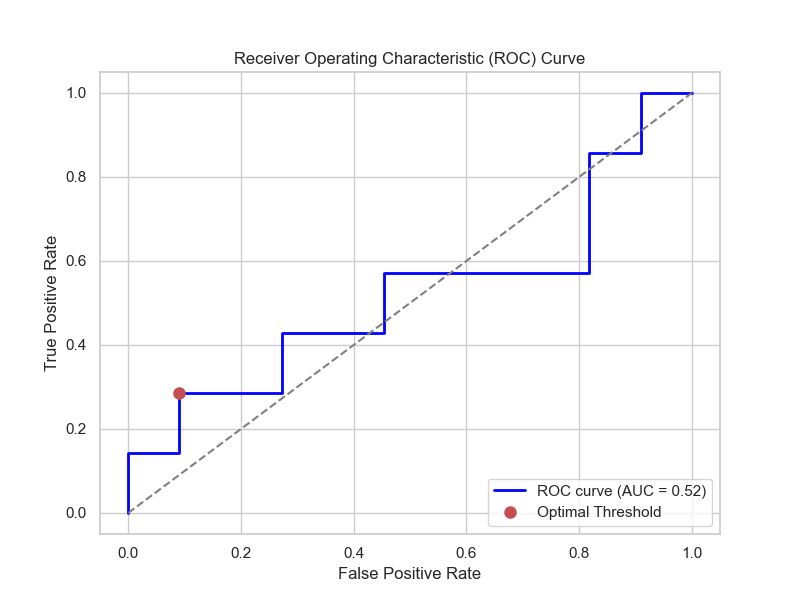 Receiver Operating Characteristic (ROC) Curve
True Positive Rate
1.0
0.8
0.6
0.4
0.2
0.0
0.0 0.2 0.4 0.6 0.8 1.0
False Positive Rate
ROC curve (AUC = 0.52)
Optimal Threshold